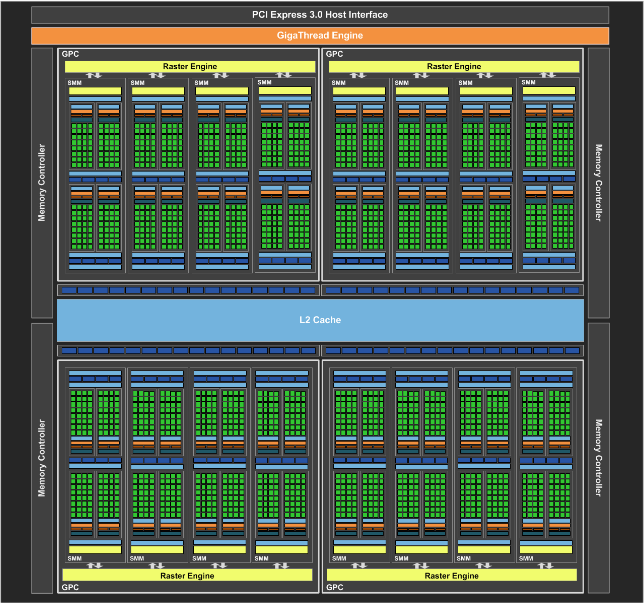 PCI Express 3.0 Host Interface
GigaThread Engine
GPC
GPC
Raster Engine
Raster Engine
SMM
SMM
SMM
SMM
SMM
SMM
SMM
SMM
Memory Controller
Memory Controller
L2 Cache
Memory Controller
Memory Controller
SMM
SMM
SMM
SMM
SMM
SMM
SMM
SMM
Raster Engine
Raster Engine
GPC
GPC